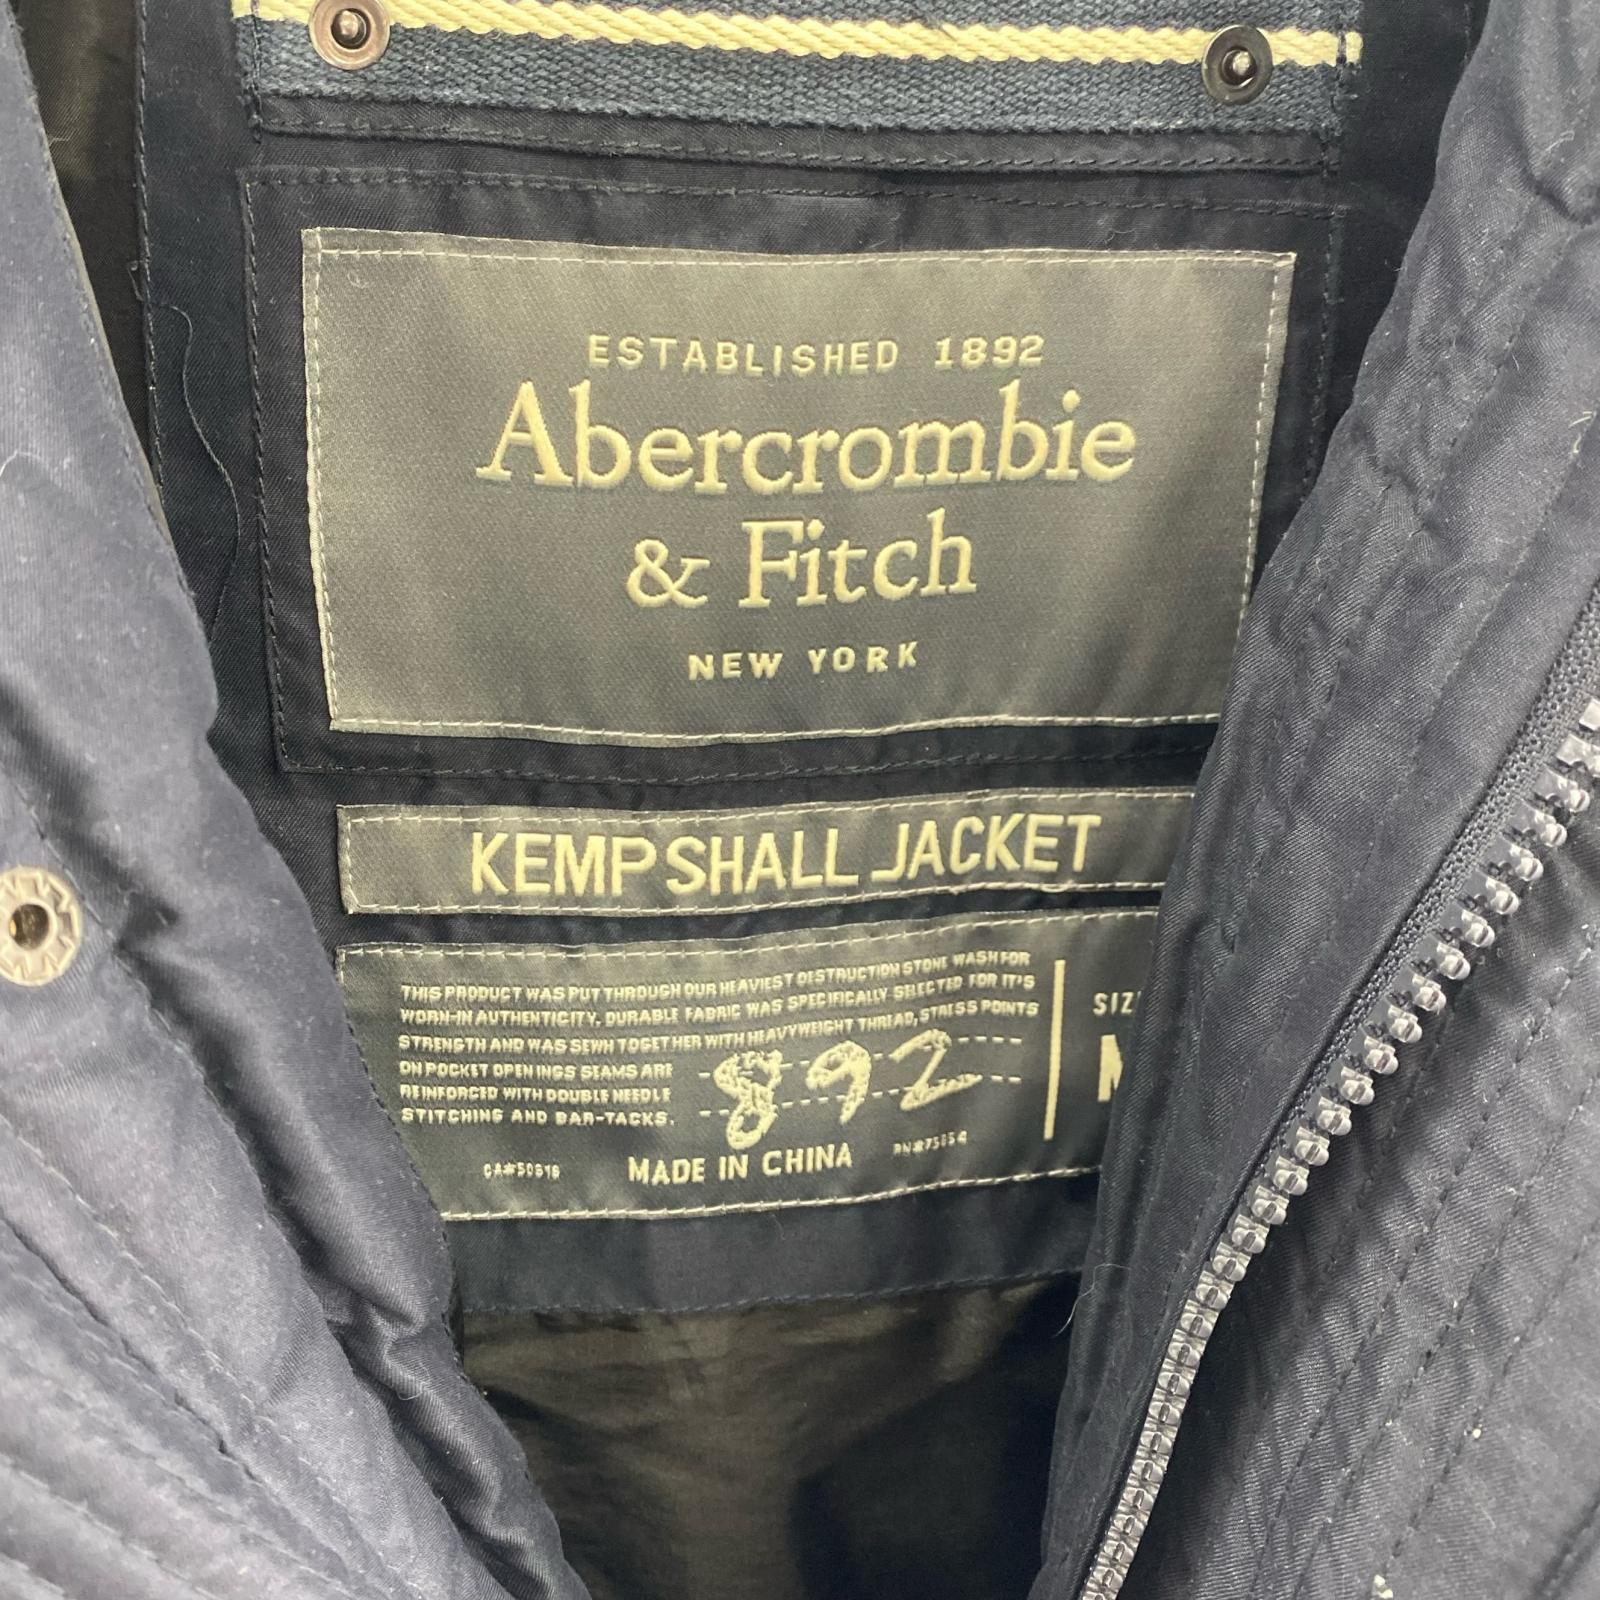 ESTABLISHED 1892
Abercrombie
& Fitch
NEW YORK
KEMPSHALL JACKET
THIS PRODUCT WAS PUT THROUGH OUR HEAVIEST DESTRUCTION STONE WASH FOR
WORN-IN AUTHENTICITY. DURABLE FABRIC WAS SPECIFICALLY SELECTED FOR IT'S
STRENGTH AND WAS SEWN TOGETHER WITH HEAVYWEIGHT THREAD, STRESS POINTS
ON POCKET OPENINGS SEAMS ARE
REINFORCED WITH DOUBLE NEEDLE
STITCHING AND BAR-TACKS.
892
MADE IN CHINA